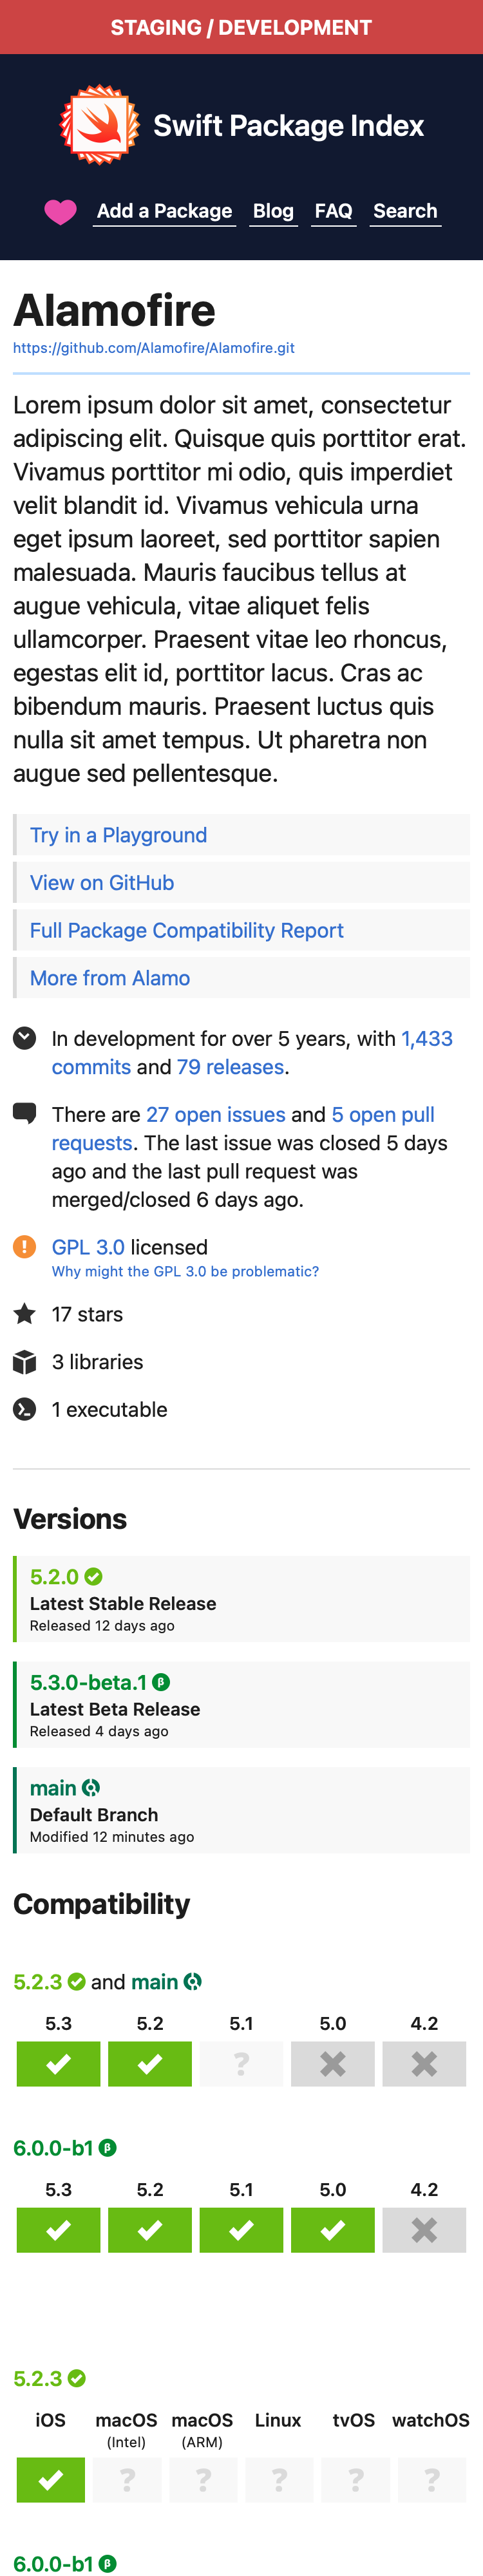 STAGING / DEVELOPMENT
Swift Package Index
Add a Package Blog FAQ Search
Alamofire
https://github.com/Alamofire/Alamofire.git
Lorem ipsum dolor sit amet, consectetur
adipiscing elit. Quisque quis porttitor erat.
Vivamus porttitor mi odio, quis imperdiet
velit blandit id. Vivamus vehicula urna
eget ipsum laoreet, sed porttitor sapien
malesuada. Mauris faucibus tellus at
augue vehicula, vitae aliquet felis
ullamcorper. Praesent vitae leo rhoncus,
egestas elit id, porttitor lacus. Cras ac
bibendum mauris. Praesent luctus quis
nulla sit amet tempus. Ut pharetra non
augue sed pellentesque.
Try in a Playground
View on GitHub
Full Package Compatibility Report
More from Alamo
In development for over 5 years, with 1,433
commits and 79 releases.
There are 27 open issues and 5 open pull
requests. The last issue was closed 5 days
ago and the last pull request was
merged/closed 6 days ago.
GPL 3.0 licensed
Why might the GPL 3.0 be problematic?
17 stars
3 libraries
1 executable
Versions
5.2.0
Latest Stable Release
Released 12 days ago
5.3.0-beta.1 β
Latest Beta Release
Released 4 days ago
main
Default Branch
Modified 12 minutes ago
Compatibility
5.2.3 and main
5.3 5.2 5.1 5.0 4.2
?
6.0.0-b1 β
5.3 5.2 5.1 5.0 4.2
5.2.3
iOS macOS macOS Linux tvOS watchOS
(Intel) (ARM)
? ? ? ? ?
6.0.0-b1 β